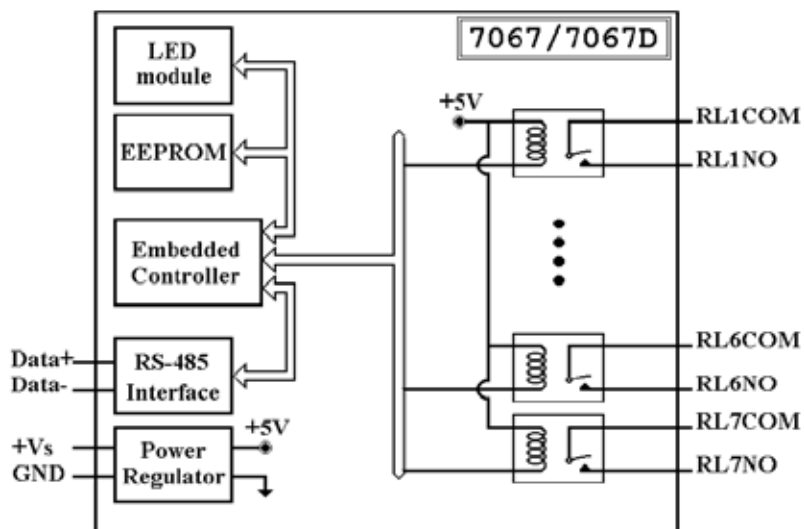 7067/7067D
LED
module
EEPROM
Embedded
Controller
RS-485
Interface
Power
Regulator
Data+
Data-
+Vs
GND
+5V
+5V
RL1COM
RL1NO
RL6COM
RL6NO
RL7COM
RL7NO